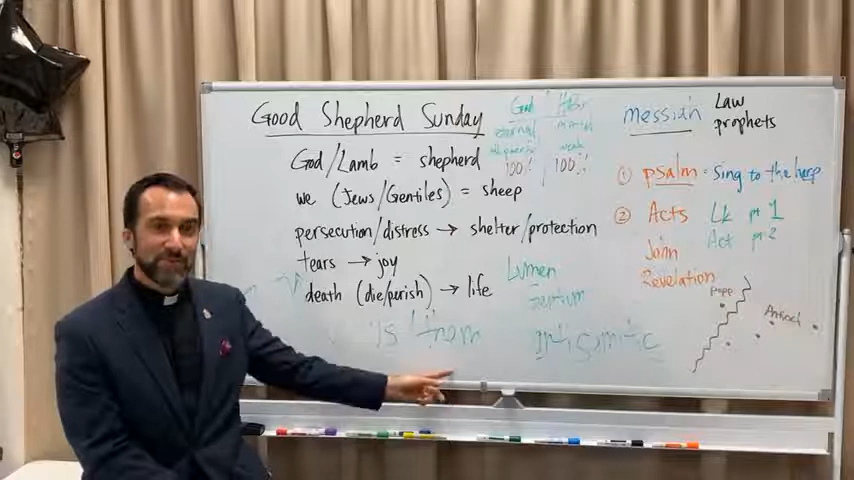 Good Shepherd Sunday
God/Lamb = shepherd
we (Jews/Gentiles) = sheep
persecution/distress → shelter/protection
tears → joy
death (die/perish) → life
God
eternal
weak
100% 100%
Lumen
Gentium
is from
messiah
Law
prophets
① psalm = Sing to the harp
② Acts
John
Revelation
Lk pt 1
Act pt 2
Pope
Antioch